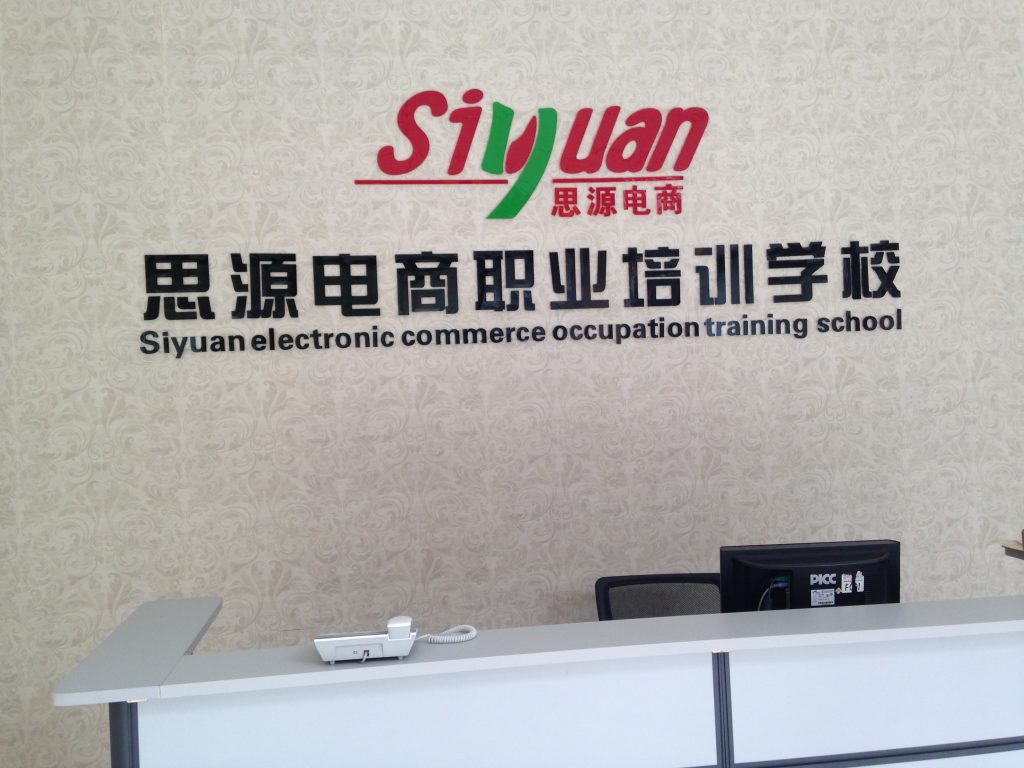 Siyuan
思源电商
思源电商职业培训学校
Siyuan electronic commerce occupation training school
PICC